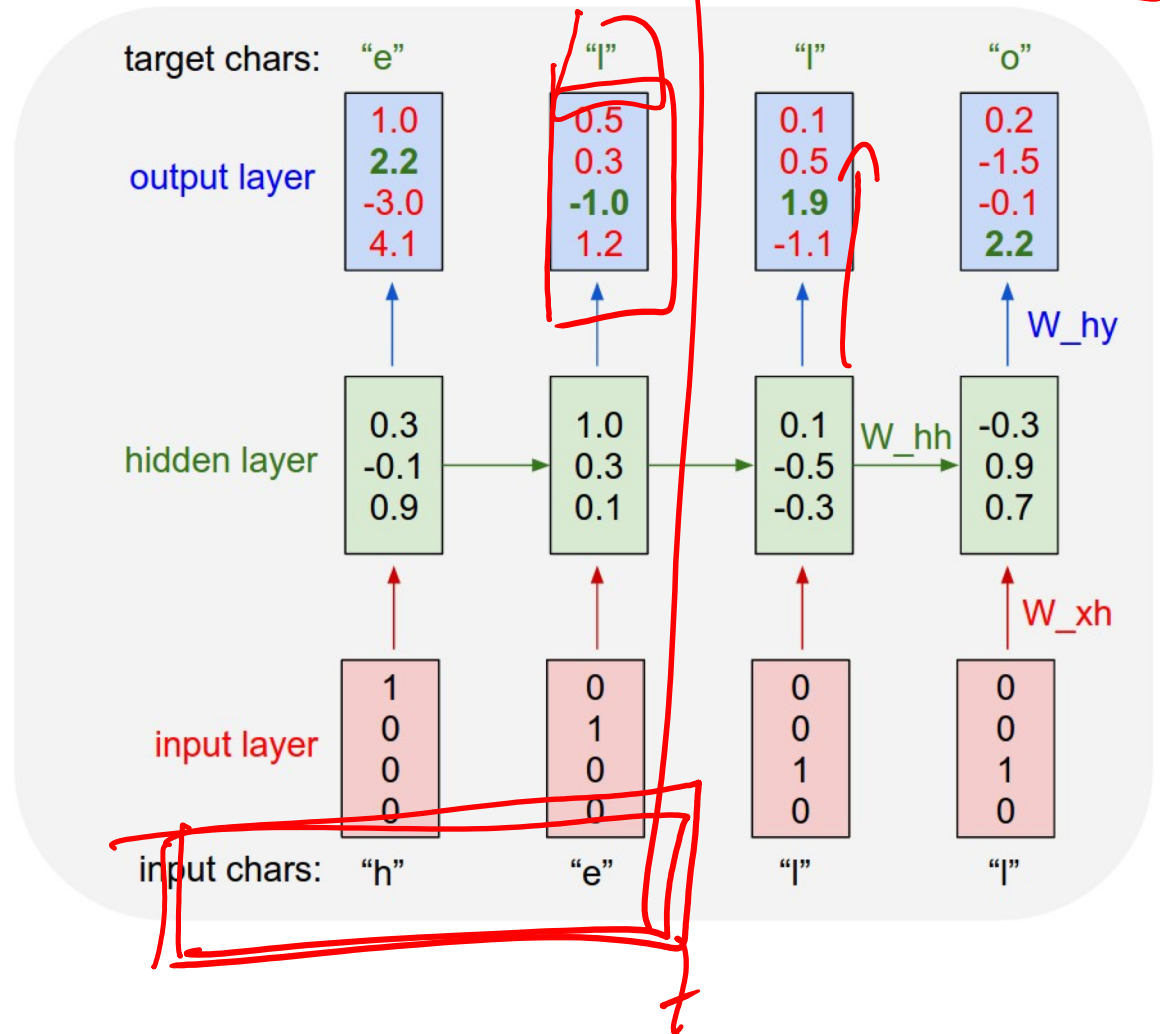 target chars: “e” “l” “l” “o”
output layer
1.0 0.5 0.1 0.2
2.2 0.3 0.5 -1.5
-3.0 -1.0 1.9 -0.1
4.1 1.2 -1.1 2.2
W_hy
hidden layer
0.3 1.0 0.1 -0.3
-0.1 0.3 -0.5 0.9
0.9 0.1 -0.3 0.7
W_hh
W_xh
input layer
1 0 0 0
0 1 0 0
0 0 1 1
0 0 0 0
input chars: “h” “e” “l” “l”